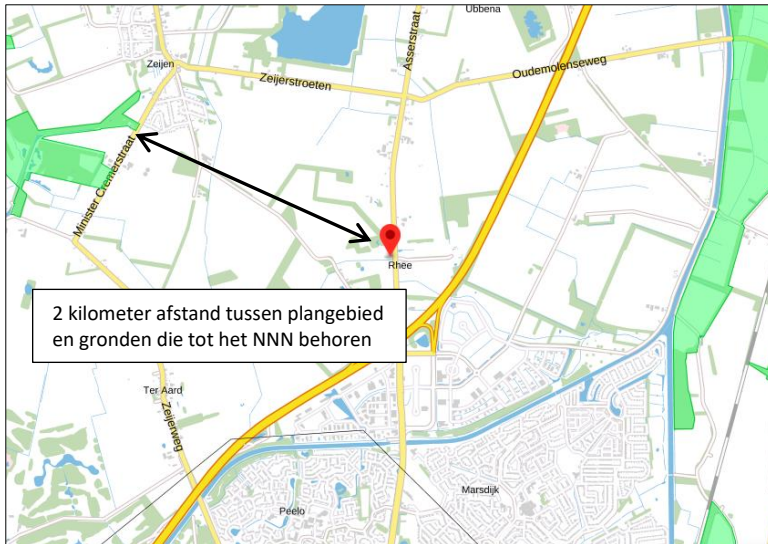 Ubbena
Zeijen
Zeijerstroeten
Asserstraat
Oudemolenseweg
Minister Cremerstraat
Rhee
2 kilometer afstand tussen plangebied
en gronden die tot het NNN behoren
Ter Aard
Zeijerweg
Peelo
Marsdijk